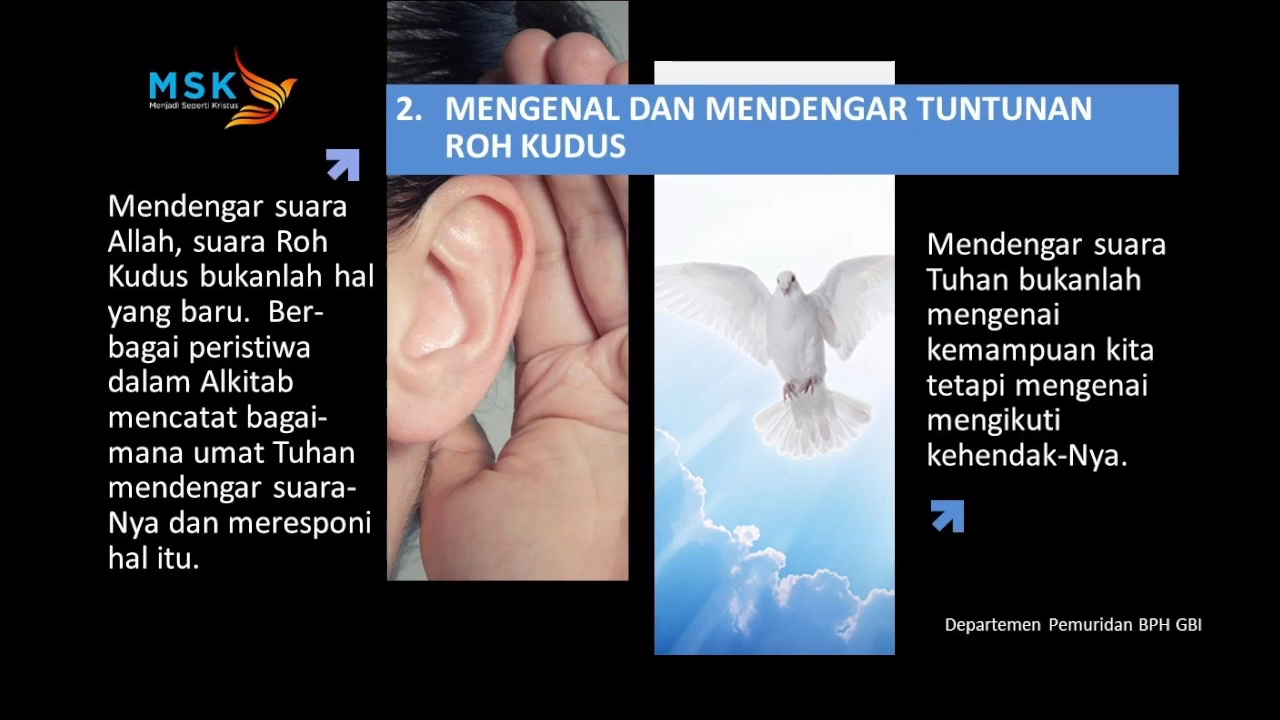 MSK
Menjadi Seperti Kristus
2. MENGENAL DAN MENDENGAR TUNTUNAN
ROH KUDUS
Mendengar suara
Allah, suara Roh
Kudus bukanlah hal
yang baru.  Ber-
bagai peristiwa
dalam Alkitab
mencatat bagai-
mana umat Tuhan
mendengar suara-
Nya dan meresponi
hal itu.
Mendengar suara
Tuhan bukanlah
mengenai
kemampuan kita
tetapi mengenai
mengikuti
kehendak-Nya.
Departemen Pemuridan BPH GBI